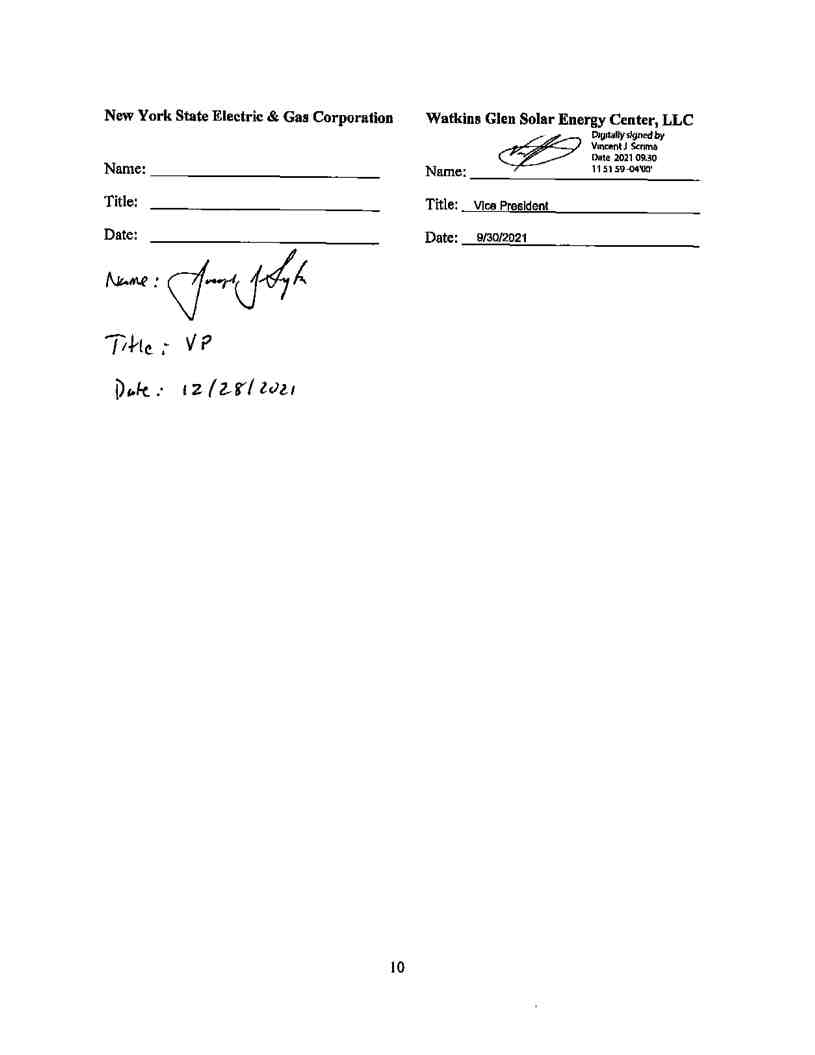 New York State Electric & Gas Corporation
Name:
Title:
Date:
Name: Joseph J Syta
Title: VP
Date: 12/28/2021
Watkins Glen Solar Energy Center, LLC
Digitally signed by
Vincent J Scrima
Date 2021 09.30
11 51 59 -04'00'
Name:
Title: Vice President
Date: 9/30/2021
10